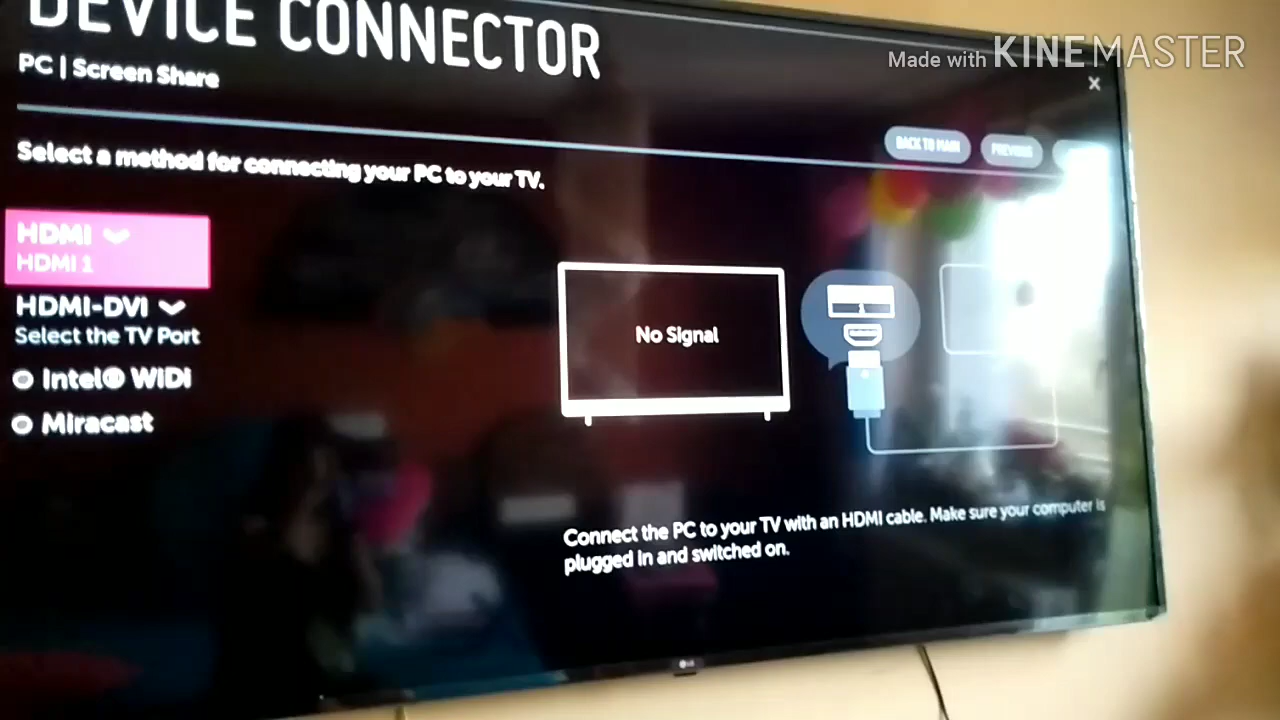 DEVICE CONNECTOR
Made with KINEMASTER
PC | Screen Share
x
BACK TO MAIN
PREVIOUS
Select a method for connecting your PC to your TV.
HDMI
HDMI 1
HDMI-DVI
Select the TV Port
Intel® WiDi
Miracast
No Signal
1
Connect the PC to your TV with an HDMI cable. Make sure your computer is
plugged in and switched on.
LG